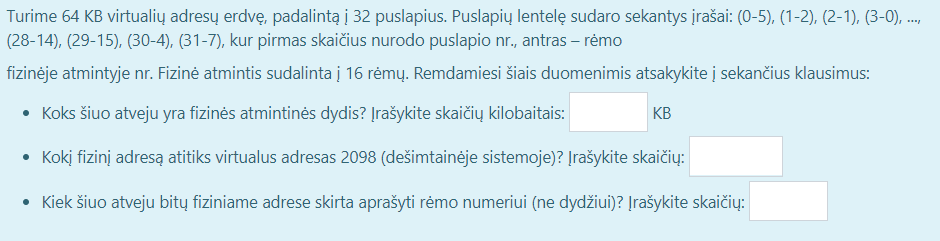 Turime 64 KB virtualių adresų erdvę, padalintą į 32 puslapius. Puslapių lentelę sudaro sekantys įrašai: (0-5), (1-2), (2-1), (3-0), ...,
(28-14), (29-15), (30-4), (31-7), kur pirmas skaičius nurodo puslapio nr., antras – rėmo
fizinėje atmintyje nr. Fizinė atmintis sudalinta į 16 rėmų. Remdamiesi šiais duomenimis atsakykite į sekančius klausimus:
• Koks šiuo atveju yra fizinės atmintinės dydis? Įrašykite skaičių kilobaitais: KB
• Kokį fizinį adresą atitiks virtualus adresas 2098 (dešimtainėje sistemoje)? Įrašykite skaičių:
• Kiek šiuo atveju bitų fiziniame adrese skirta aprašyti rėmo numeriui (ne dydžiui)? Įrašykite skaičių: